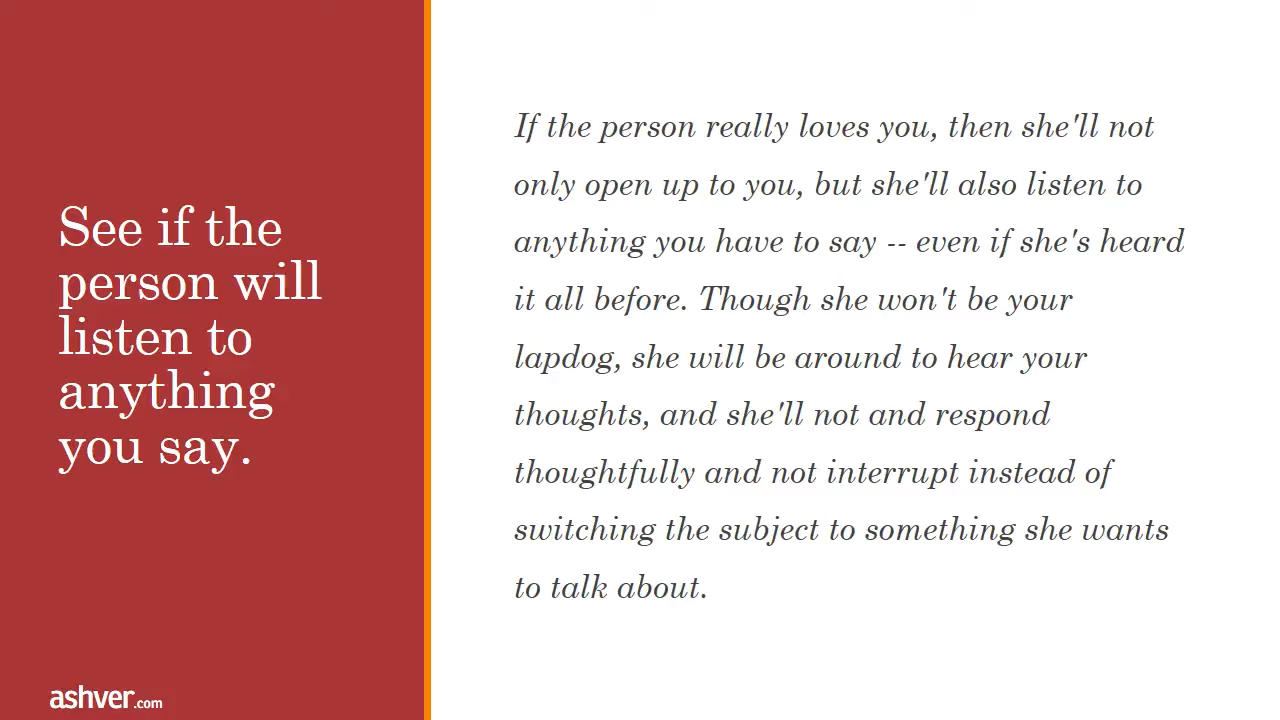 See if the
person will
listen to
anything
you say.
If the person really loves you, then she'll not
only open up to you, but she'll also listen to
anything you have to say -- even if she's heard
it all before. Though she won't be your
lapdog, she will be around to hear your
thoughts, and she'll not and respond
thoughtfully and not interrupt instead of
switching the subject to something she wants
to talk about.
ashver.com